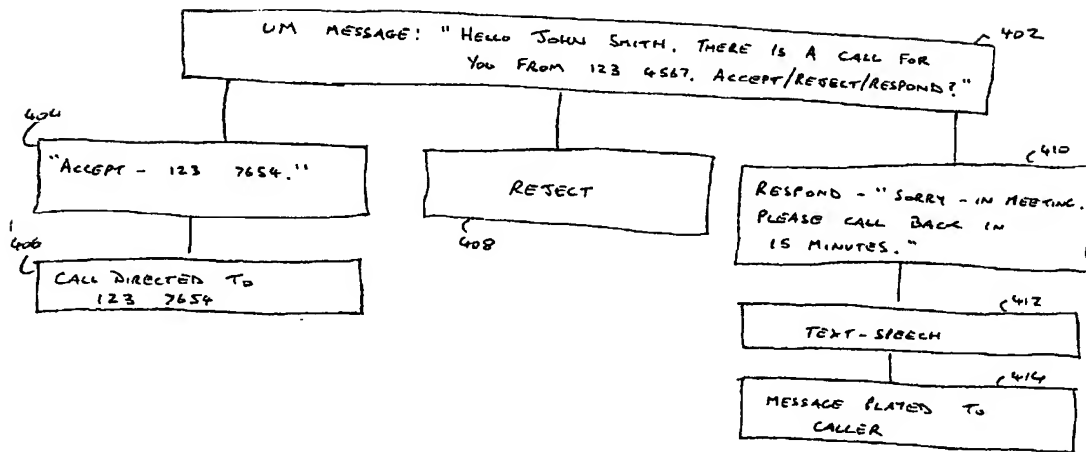 402
UM MESSAGE: "HELLO JOHN SMITH. THERE IS A CALL FOR
YOU FROM 123 4567. ACCEPT/REJECT/RESPOND?"
404
"ACCEPT - 123 7654."
406
CALL DIRECTED TO
123 7654
REJECT
408
410
RESPOND - "SORRY - IN MEETING.
PLEASE CALL BACK IN
15 MINUTES."
412
TEXT-SPEECH
414
MESSAGE PLAYED TO
CALLER